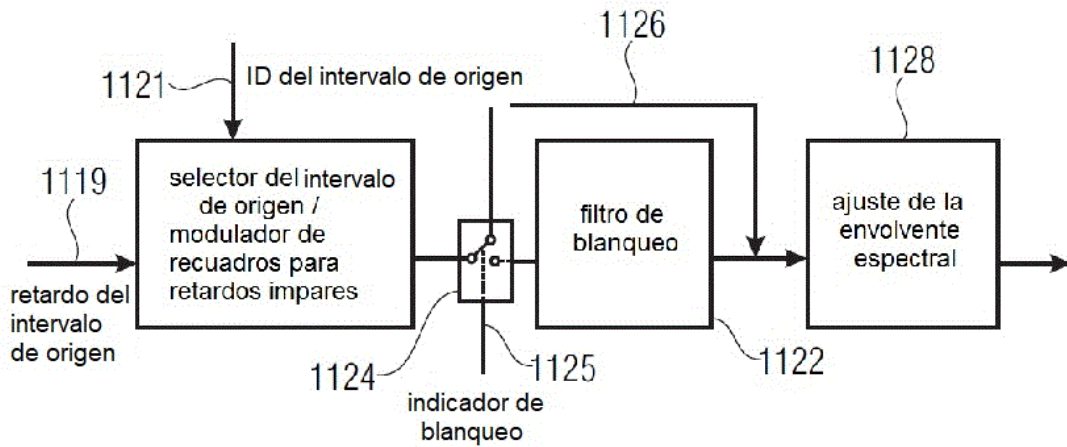 1126
1128
1121
ID del intervalo de origen
1119
selector del intervalo
de origen /
modulador de
recuadros para
retardos impares
filtro de
blanqueo
ajuste de la
envolvente
espectral
retardo del
intervalo
de origen
1124
1125
1122
indicador de
blanqueo